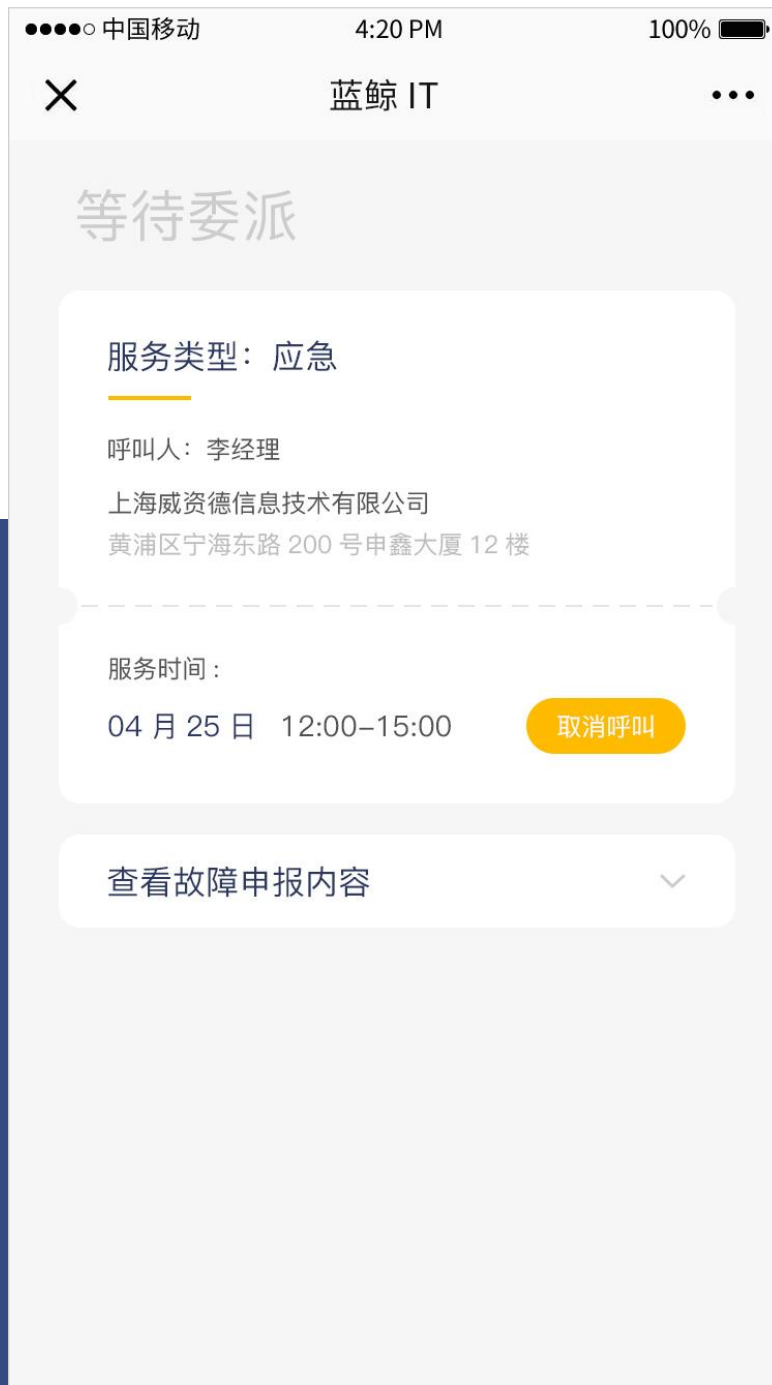 中国移动 4:20 PM 100%
蓝鲸 IT
等待委派
服务类型：应急
呼叫人：李经理
上海威资德信息技术有限公司
黄浦区宁海东路 200 号申鑫大厦 12 楼
服务时间 :
04 月 25 日 12:00–15:00 取消呼叫
查看故障申报内容